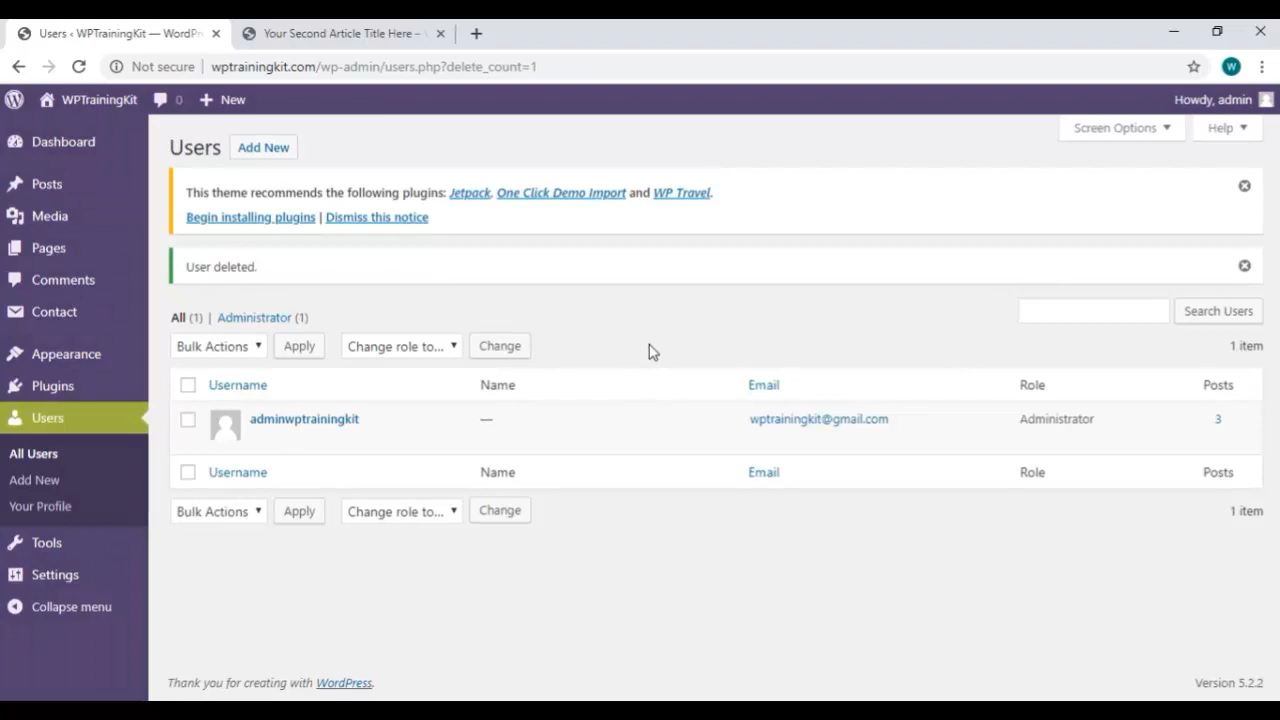 Users ‹ WPTrainingKit — WordPr
Your Second Article Title Here –
Not secure | wptrainingkit.com/wp-admin/users.php?delete_count=1
W
WPTrainingKit 0 + New
Howdy, admin
Dashboard
Posts
Media
Pages
Comments
Contact
Appearance
Plugins
Users
All Users
Add New
Your Profile
Tools
Settings
Collapse menu
Screen Options ▼
Help ▼
Users Add New
This theme recommends the following plugins: Jetpack, One Click Demo Import and WP Travel.
Begin installing plugins | Dismiss this notice
User deleted.
All (1) | Administrator (1)
Search Users
Bulk Actions ▼ Apply Change role to... ▼ Change 1 item
Username Name Email Role Posts
adminwptrainingkit — wptrainingkit@gmail.com Administrator 3
Username Name Email Role Posts
Bulk Actions ▼ Apply Change role to... ▼ Change 1 item
Thank you for creating with WordPress.
Version 5.2.2